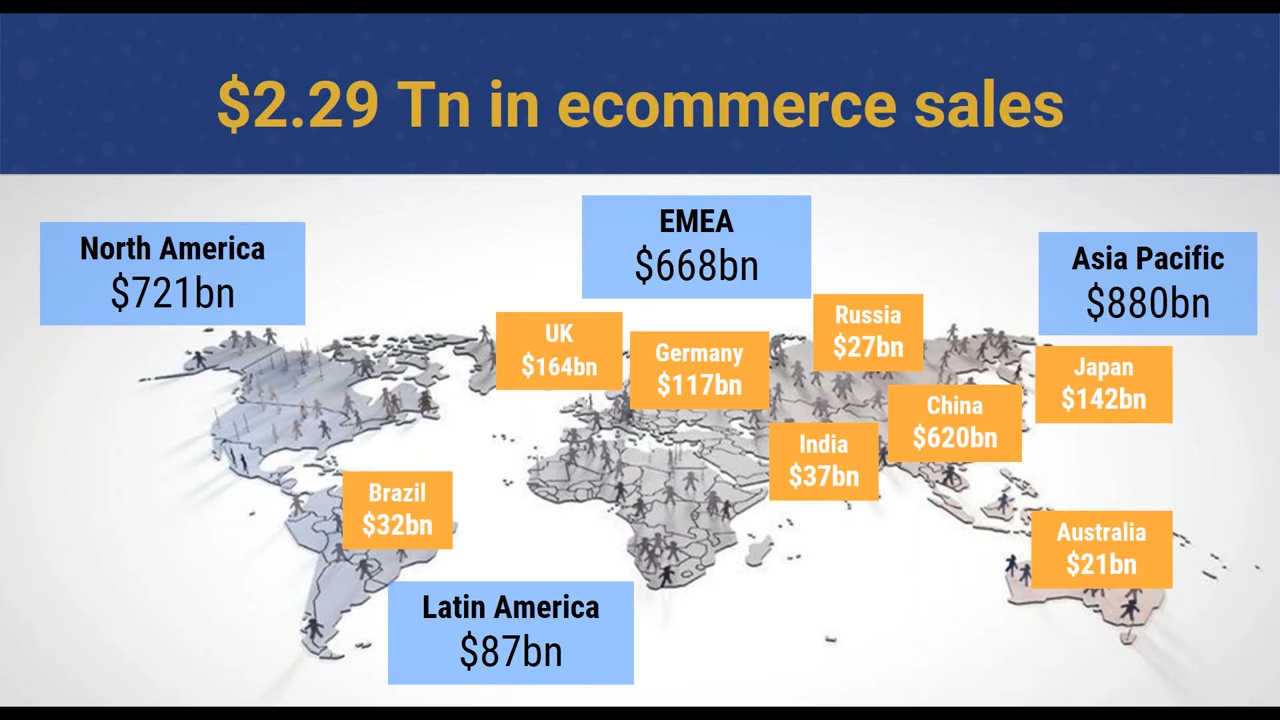 $2.29 Tn in ecommerce sales
North America
$721bn
EMEA
$668bn
Asia Pacific
$880bn
UK
$164bn
Germany
$117bn
Russia
$27bn
Japan
$142bn
China
$620bn
India
$37bn
Brazil
$32bn
Australia
$21bn
Latin America
$87bn